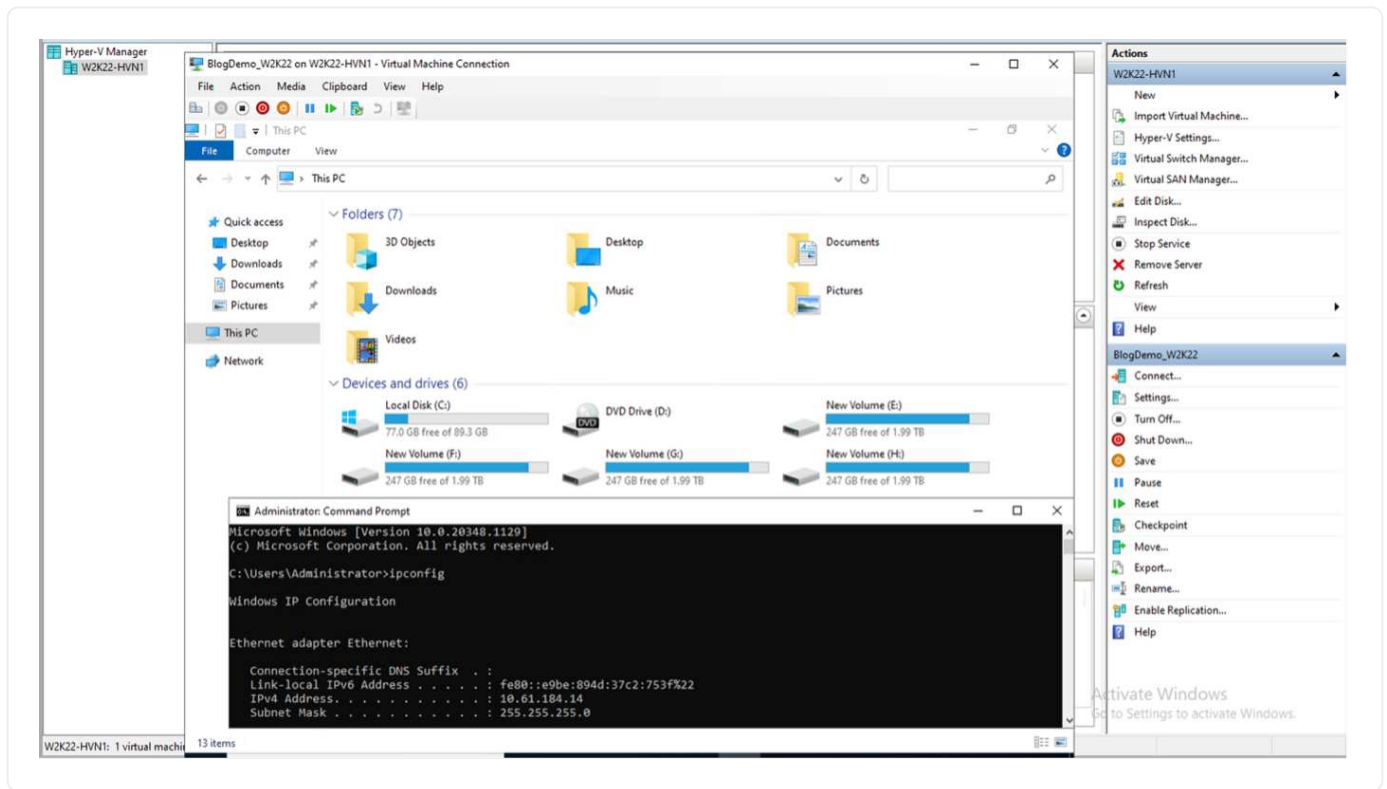 Hyper-V Manager
W2K22-HVN1
BlogDemo_W2K22 on W2K22-HVN1 - Virtual Machine Connection
File Action Media Clipboard View Help
This PC
File Computer View
This PC
Quick access
Desktop
Downloads
Documents
Pictures
This PC
Network
Folders (7)
3D Objects
Desktop
Documents
Downloads
Music
Pictures
Videos
Devices and drives (6)
Local Disk (C:)
77.0 GB free of 89.3 GB
DVD Drive (D:)
DVD
New Volume (E:)
247 GB free of 1.99 TB
New Volume (F:)
247 GB free of 1.99 TB
New Volume (G:)
247 GB free of 1.99 TB
New Volume (H:)
247 GB free of 1.99 TB
Administrator: Command Prompt
Microsoft Windows [Version 10.0.20348.1129]
(c) Microsoft Corporation. All rights reserved.
C:\Users\Administrator>ipconfig
Windows IP Configuration
Ethernet adapter Ethernet:
Connection-specific DNS Suffix . :
Link-local IPv6 Address . . . . . : fe80::e9be:894d:37c2:753f%22
IPv4 Address. . . . . . . . . . . : 10.61.184.14
Subnet Mask . . . . . . . . . . . : 255.255.255.0
13 items
W2K22-HVN1: 1 virtual machi
Actions
W2K22-HVN1
New
Import Virtual Machine...
Hyper-V Settings...
Virtual Switch Manager...
Virtual SAN Manager...
Edit Disk...
Inspect Disk...
Stop Service
Remove Server
Refresh
View
Help
BlogDemo_W2K22
Connect...
Settings...
Turn Off...
Shut Down...
Save
Pause
Reset
Checkpoint
Move...
Export...
Rename...
Enable Replication...
Help
Activate Windows
Go to Settings to activate Windows.